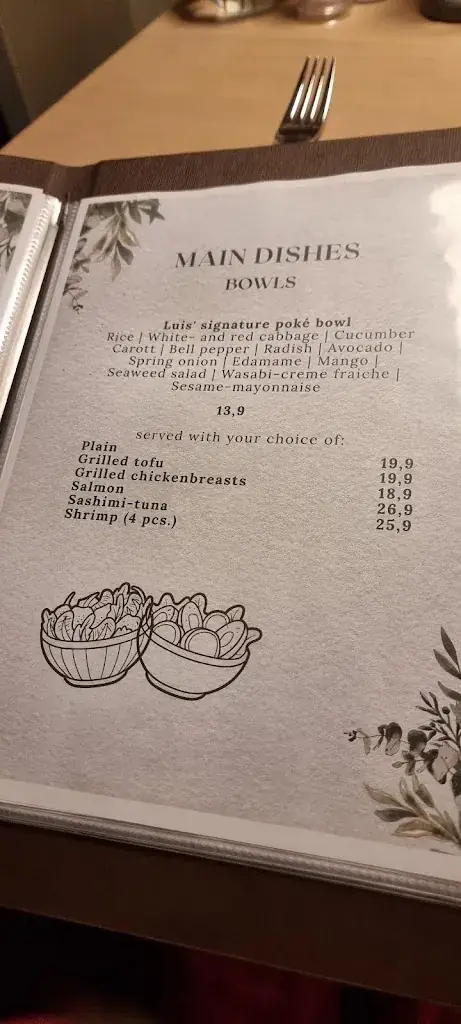 MAIN DISHES
BOWLS
Luis' signature poké bowl
Rice | White- and red cabbage | Cucumber
Carott | Bell pepper | Radish | Avocado |
Spring onion | Edamame | Mango |
Seaweed salad | Wasabi-creme fraiche |
Sesame-mayonnaise
13,9
served with your choice of:
Plain
Grilled tofu 19,9
Grilled chickenbreasts 19,9
Salmon 18,9
Sashimi-tuna 26,9
Shrimp (4 pcs.) 25,9